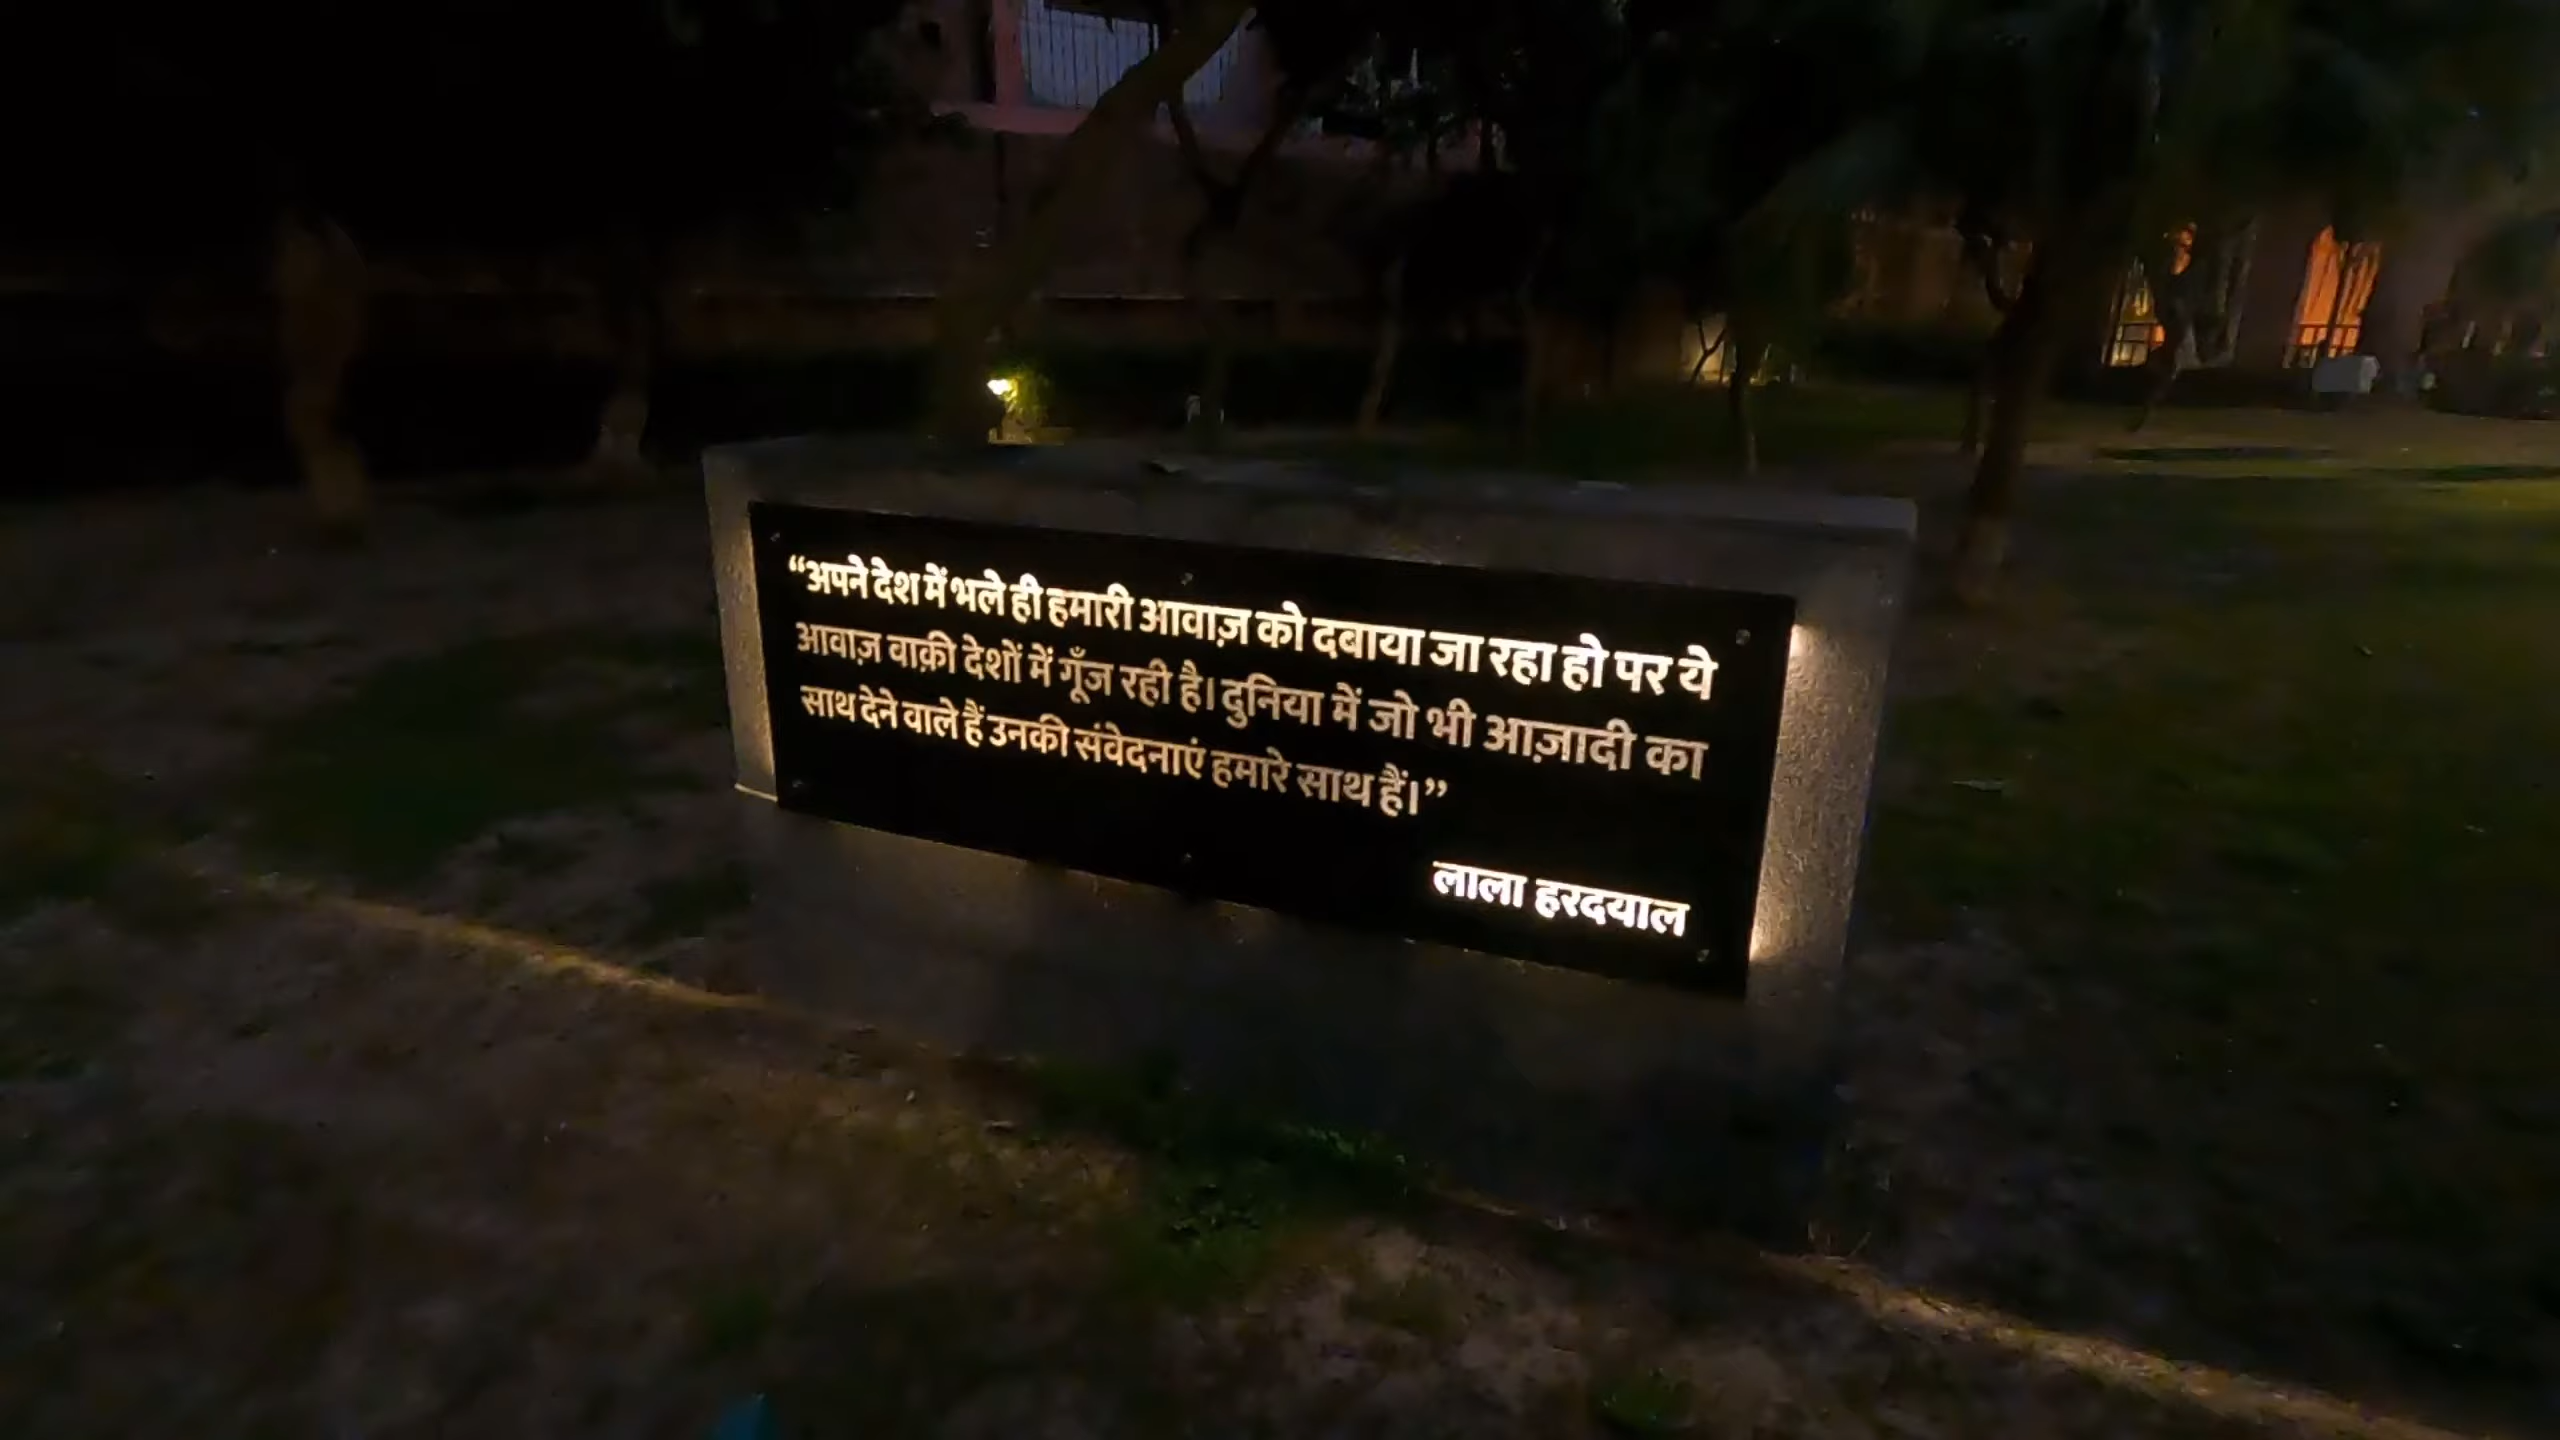 “अपने देश में भले ही हमारी आवाज़ को दबाया जा रहा हो पर ये
आवाज़ वाक़ी देशों में गूँज रही है। दुनिया में जो भी आज़ादी का
साथ देने वाले हैं उनकी संवेदनाएं हमारे साथ हैं।”
लाला हरदयाल